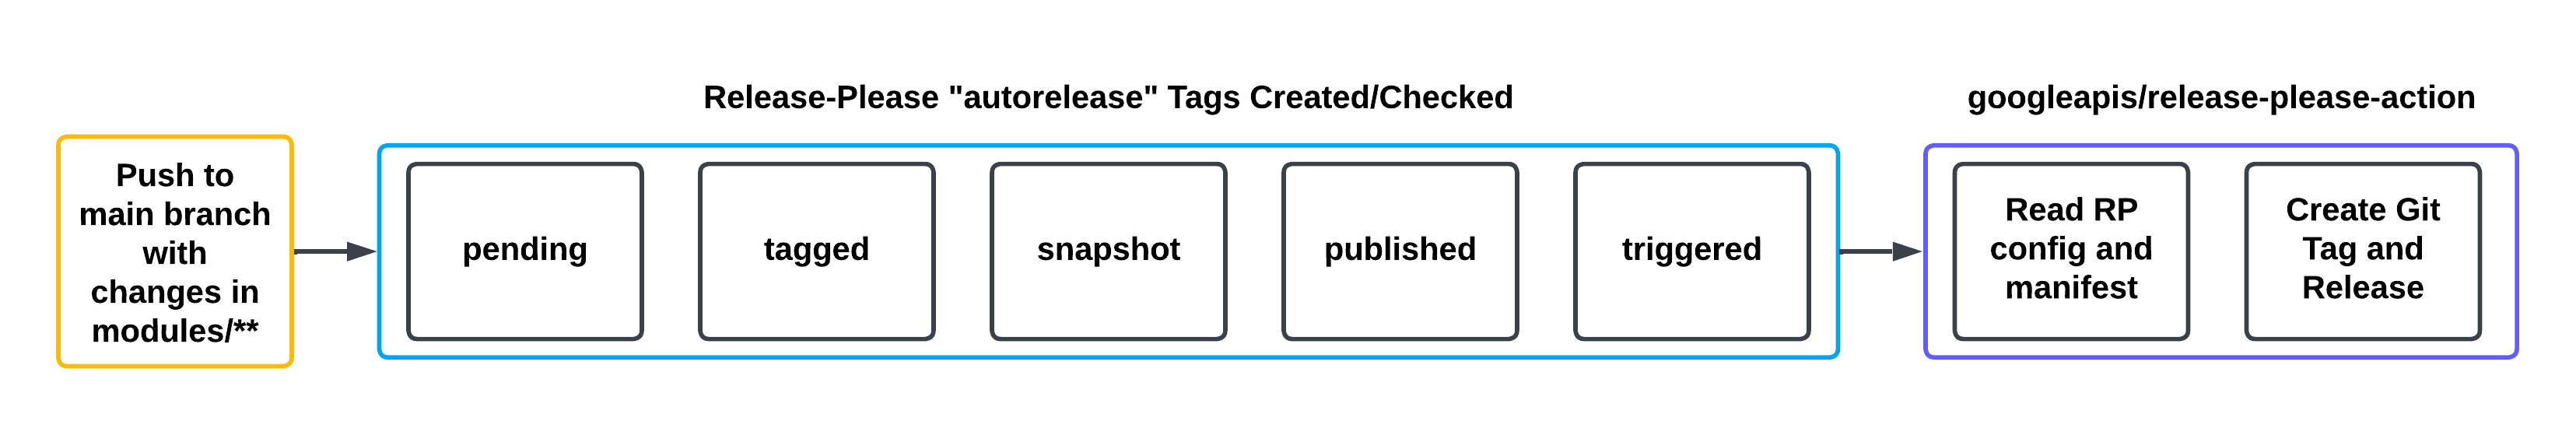 Release-Please "autorelease" Tags Created/Checked
googleapis/release-please-action
Push to
main branch
with
changes in
modules/**
pending
tagged
snapshot
published
triggered
Read RP
config and
manifest
Create Git
Tag and
Release